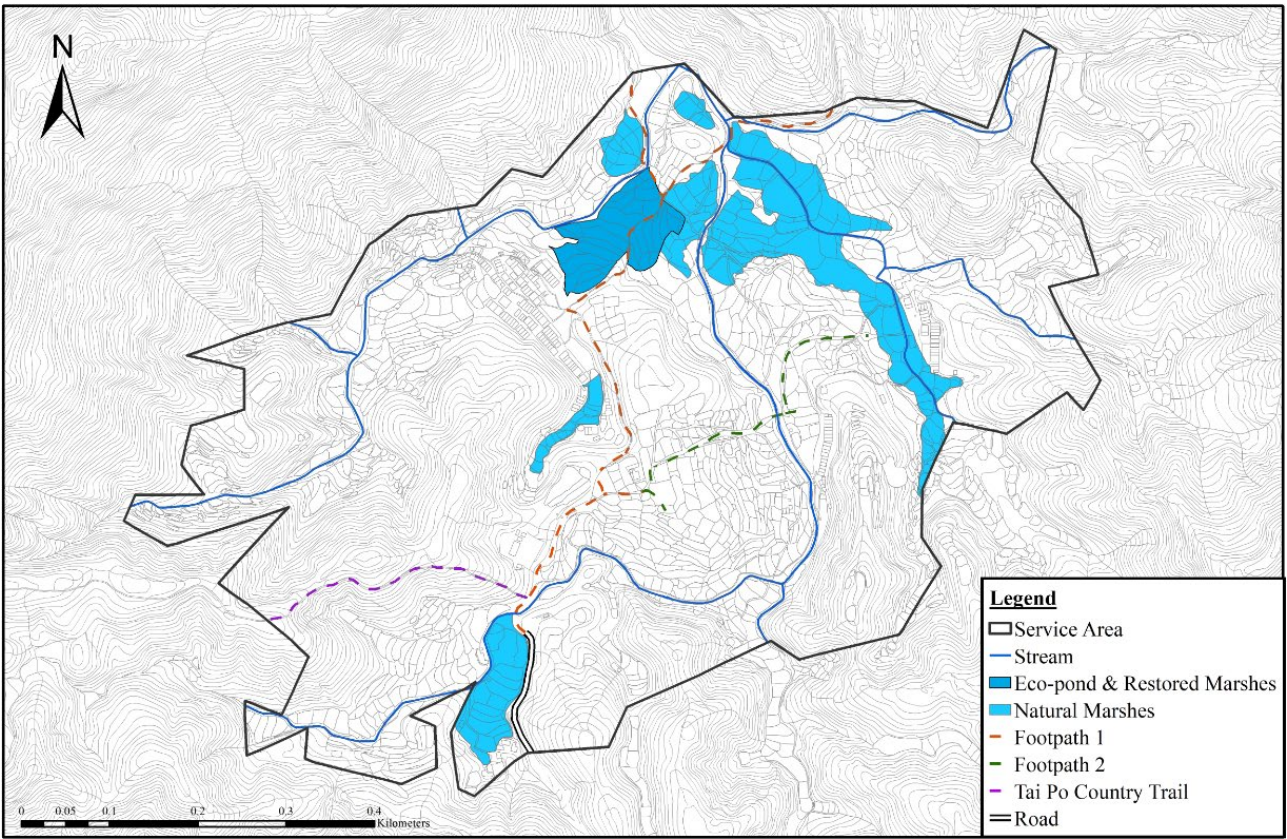 N
Legend
Service Area
Stream
Eco-pond & Restored Marshes
Natural Marshes
Footpath 1
Footpath 2
Tai Po Country Trail
Road
0 0.05 0.1 0.2 0.3 0.4
Kilometers